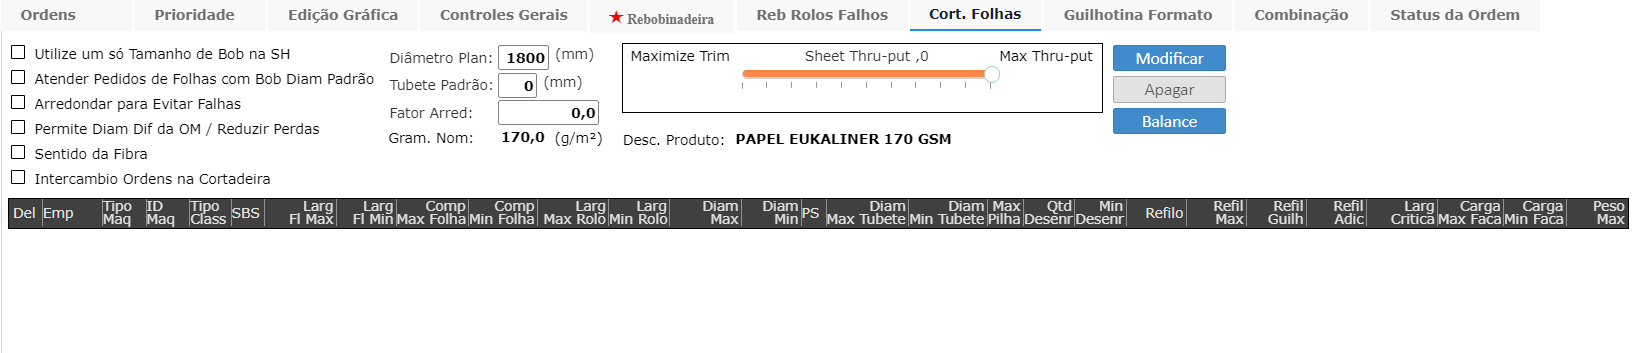 Ordens Prioridade Edição Gráfica Controles Gerais ★ Rebobinadeira Reb Rolos Falhos Cort. Folhas Guilhotina Formato Combinação Status da Ordem
Utilize um só Tamanho de Bob na SH
Atender Pedidos de Folhas com Bob Diam Padrão
Arredondar para Evitar Falhas
Permite Diam Dif da OM / Reduzir Perdas
Sentido da Fibra
Intercambio Ordens na Cortadeira
Diâmetro Plan: 1800 (mm)
Tubete Padrão: 0 (mm)
Fator Arred: 0,0
Gram. Nom: 170,0 (g/m²)
Maximize Trim Sheet Thru-put ,0 Max Thru-put
Desc. Produto: PAPEL EUKALINER 170 GSM
Modificar
Apagar
Balance
Del Emp Tipo Maq ID Maq Tipo Class SBS Larg Fl Max Larg Fl Min Comp Max Folha Comp Min Folha Larg Max Rolo Larg Min Rolo Diam Max Diam Min PS Diam Max Tubete Diam Min Tubete Max Pilha Qtd Desenr Min Desenr Refilo Refil Max Refil Guilh Refil Adic Larg Critica Carga Max Faca Carga Min Faca Peso Max